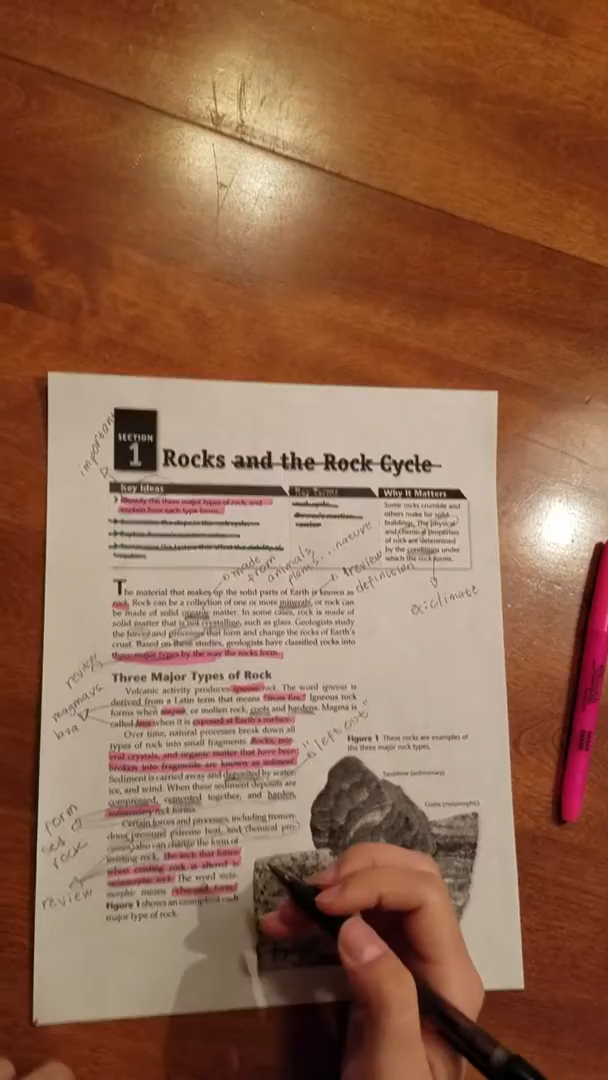 important
SECTION
1
Rocks and the Rock Cycle
Key Ideas
Key Terms
Why It Matters
Identify the three major types of rock, and
explain how each type forms.
Some rocks crumble and
others make for solid
buildings. The physical
and chemical properties
of rock are determined
by the conditions under
which the rock forms.
made
from
animals,
plants...nature
review
definition
ex: climate
The material that makes up the solid parts of Earth is known as
rock. Rock can be a collection of one or more minerals, or rock can
be made of solid organic matter. In some cases, rock is made of
solid matter that is not crystalline, such as glass. Geologists study
the forces and processes that form and change the rocks of Earth's
crust. Based on these studies, geologists have classified rocks into
three major types by the way the rocks form.
Three Major Types of Rock
Volcanic activity produces igneous rock. The word igneous is
derived from a Latin term that means "from fire." Igneous rock
forms when magma, or molten rock, cools and hardens. Magma is
called lava when it is exposed at Earth's surface.
Over time, natural processes break down all
types of rock into small fragments. Rocks, min
eral crystals, and organic matter that have been
broken into fragments are known as sediment.
Sediment is carried away and deposited by water,
ice, and wind. When these sediment deposits are
compressed, cemented together, and harden,
sedimentary rock forms.
Certain forces and processes, including tremen-
dous pressure, extreme heat, and chemical pro
cesses, also can change the form of
existing rock. The rock that forms
when existing rock is altered is
metamorphic rock. The word meta
morphic means "changed form."
Figure 1 shows an example of each
major type of rock.
review
magma vs
lava
"left out"
form
sed
rock
review
Figure 1 These rocks are examples of
the three major rock types.
Sandstone (sedimentary)
Gneiss (metamorphic)